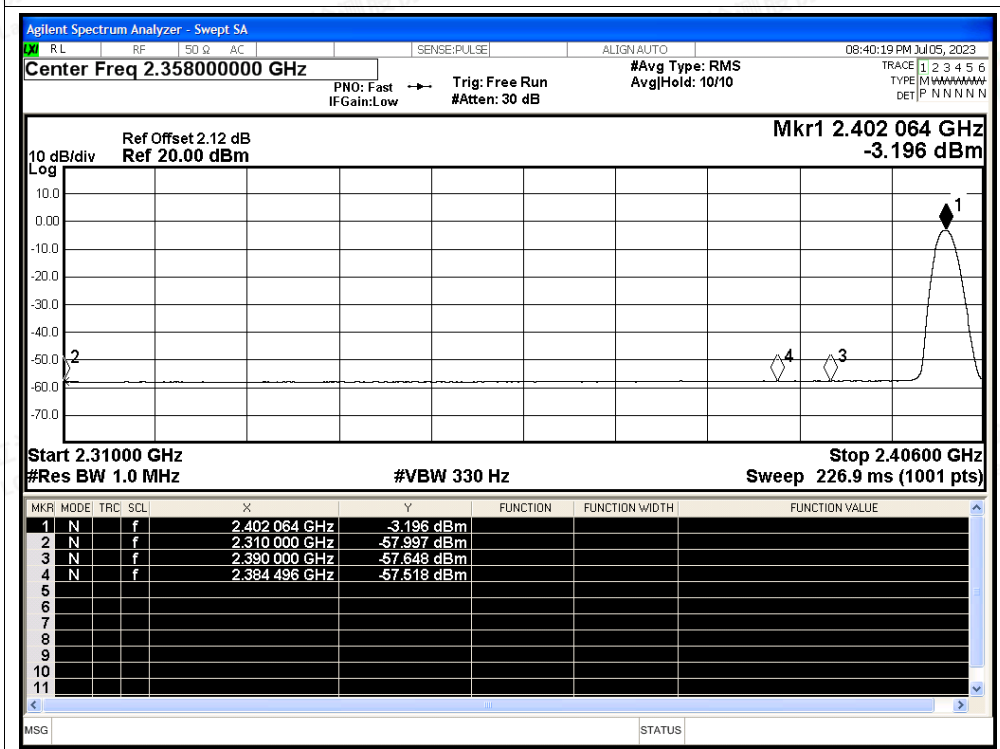 Agilent Spectrum Analyzer - Swept SA
LXI RL RF 50 Ω AC SENSE:PULSE ALIGN AUTO 08:40:19 PM Jul 05, 2023
Center Freq 2.358000000 GHz #Avg Type: RMS TRACE 1 2 3 4 5 6
PNO: Fast Trig: Free Run Avg|Hold: 10/10 TYPE M
IFGain:Low #Atten: 30 dB DET P N N N N N
Mkr1 2.402 064 GHz
Ref Offset 2.12 dB
10 dB/div Ref 20.00 dBm -3.196 dBm
Log
10.0
1
0.00
-10.0
-20.0
-30.0
-40.0
-50.0 2 4 3
-60.0
-70.0
Start 2.31000 GHz Stop 2.40600 GHz
#Res BW 1.0 MHz #VBW 330 Hz Sweep 226.9 ms (1001 pts)
MKR MODE TRC SCL X Y FUNCTION FUNCTION WIDTH FUNCTION VALUE
1 N f 2.402 064 GHz -3.196 dBm
2 N f 2.310 000 GHz -57.997 dBm
3 N f 2.390 000 GHz -57.648 dBm
4 N f 2.384 496 GHz -57.518 dBm
5
6
7
8
9
10
11
MSG STATUS